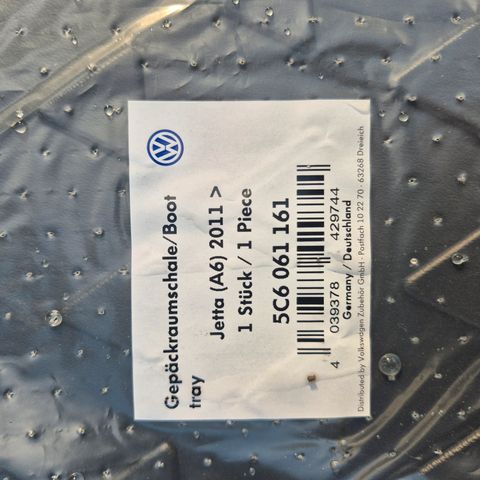 Gepäckraumschale/Boot
tray
Jetta (A6) 2011 >
1 Stück / 1 Piece
5C6 061 161
4 039378 429744
Germany / Deutschland
Distributed by Volkswagen Zubehör GmbH · Postfach 10 22 70 · 63268 Dreieich